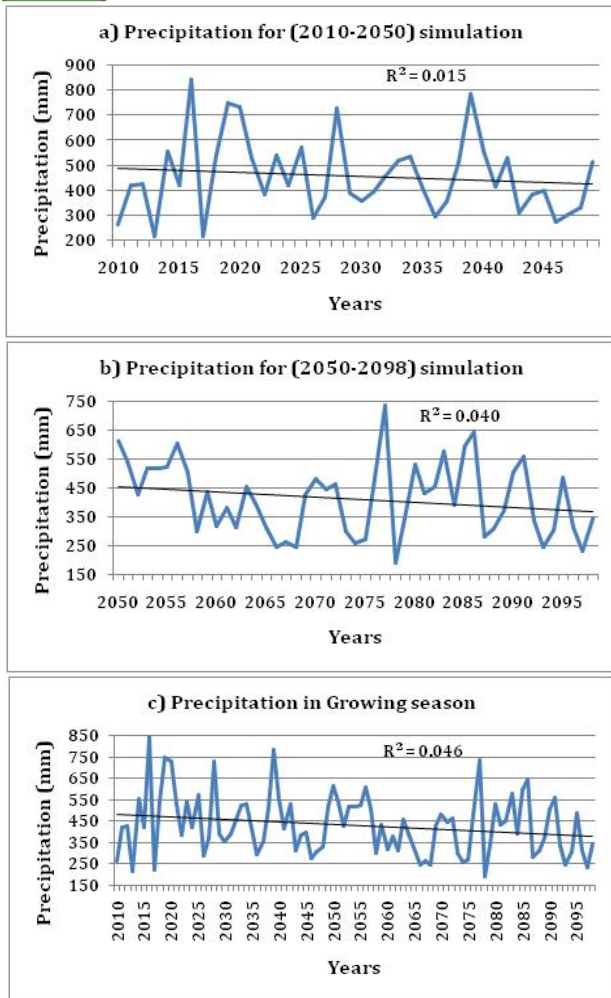 a) Precipitation for (2010-2050) simulation
R² = 0.015
Precipitation (mm)
900
800
700
600
500
400
300
200
2010 2015 2020 2025 2030 2035 2040 2045
Years
b) Precipitation for (2050-2098) simulation
R² = 0.040
Precipitation (mm)
750
650
550
450
350
250
150
2050 2055 2060 2065 2070 2075 2080 2085 2090 2095
Years
c) Precipitation in Growing season
R² = 0.046
Precipitation (mm)
850
750
650
550
450
350
250
150
2010 2015 2020 2025 2030 2035 2040 2045 2050 2055 2060 2065 2070 2075 2080 2085 2090 2095
Years